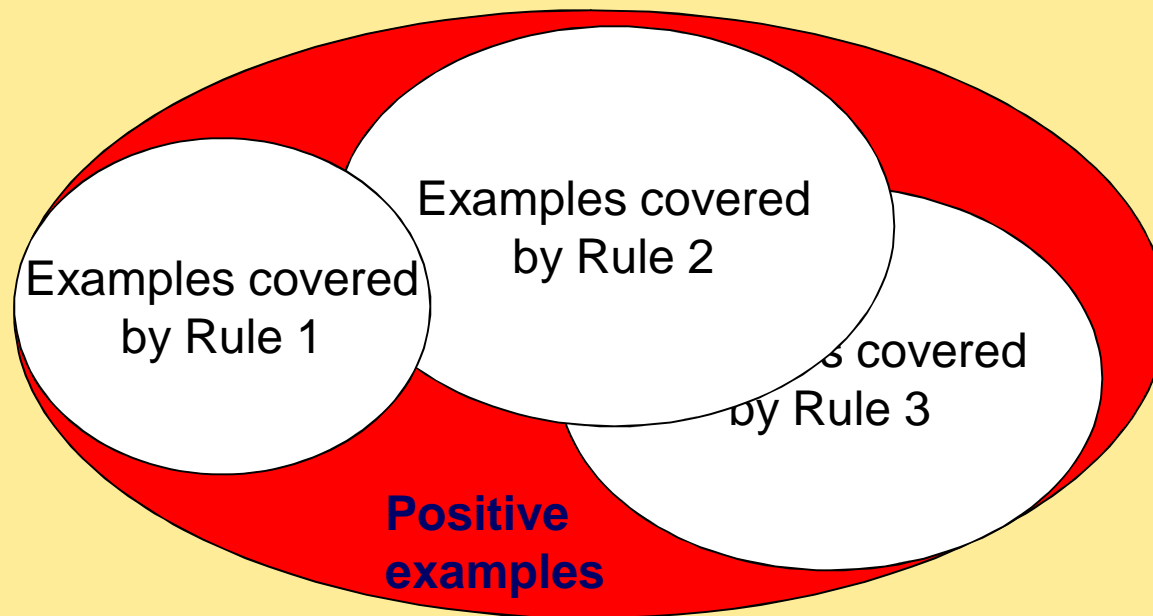 Examples covered
by Rule 2
Examples covered
by Rule 1
covered
by Rule 3
Positive
examples